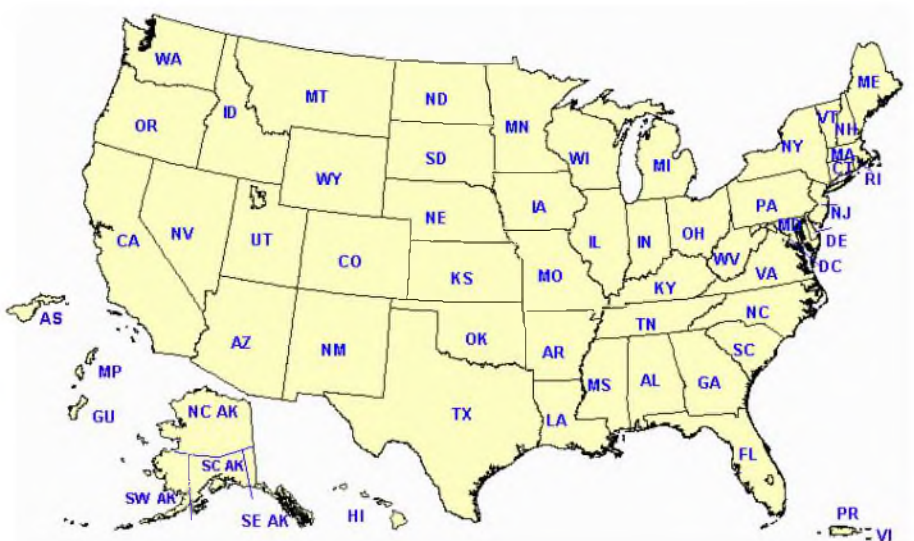 WA
MT
ND
MN
ME
OR
ID
SD
WI
MI
VT
NH
NY
MA
CT
RI
WY
IA
PA
NJ
NE
IL
IN
OH
MD
DE
CA
NV
UT
CO
KS
MO
WV
VA
DC
KY
AS
AZ
NM
OK
AR
TN
NC
SC
MP
GU
TX
LA
MS
AL
GA
NC AK
SC AK
SW AK
SE AK
HI
FL
PR
VI